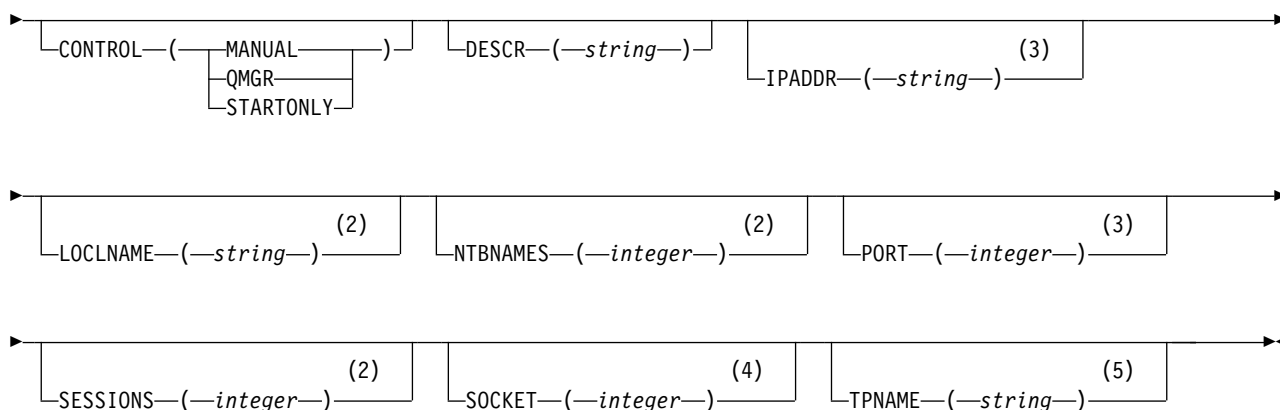 CONTROL ( MANUAL )
QMGR
STARTONLY
DESCR ( string )
(3)
IPADDR ( string )
(2)
LOCLNAME ( string )
(2)
NTBNAMES ( integer )
(3)
PORT ( integer )
(2)
SESSIONS ( integer )
(4)
SOCKET ( integer )
(5)
TPNAME ( string )